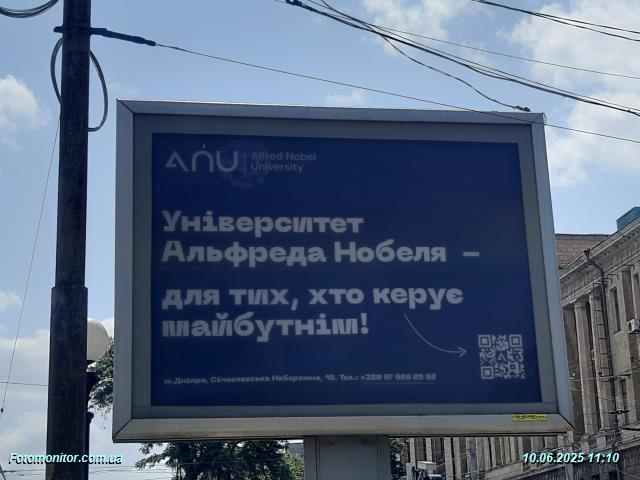 ANU
Alfred Nobel
University
Університет
Альфреда Нобеля –
для тих, хто керує
майбутнім!
м.Дніпро, Січеславська Набережна, 18. Тел.: +380 67 626 25 52
Fotomonitor.com.ua
10.06.2025 11:10